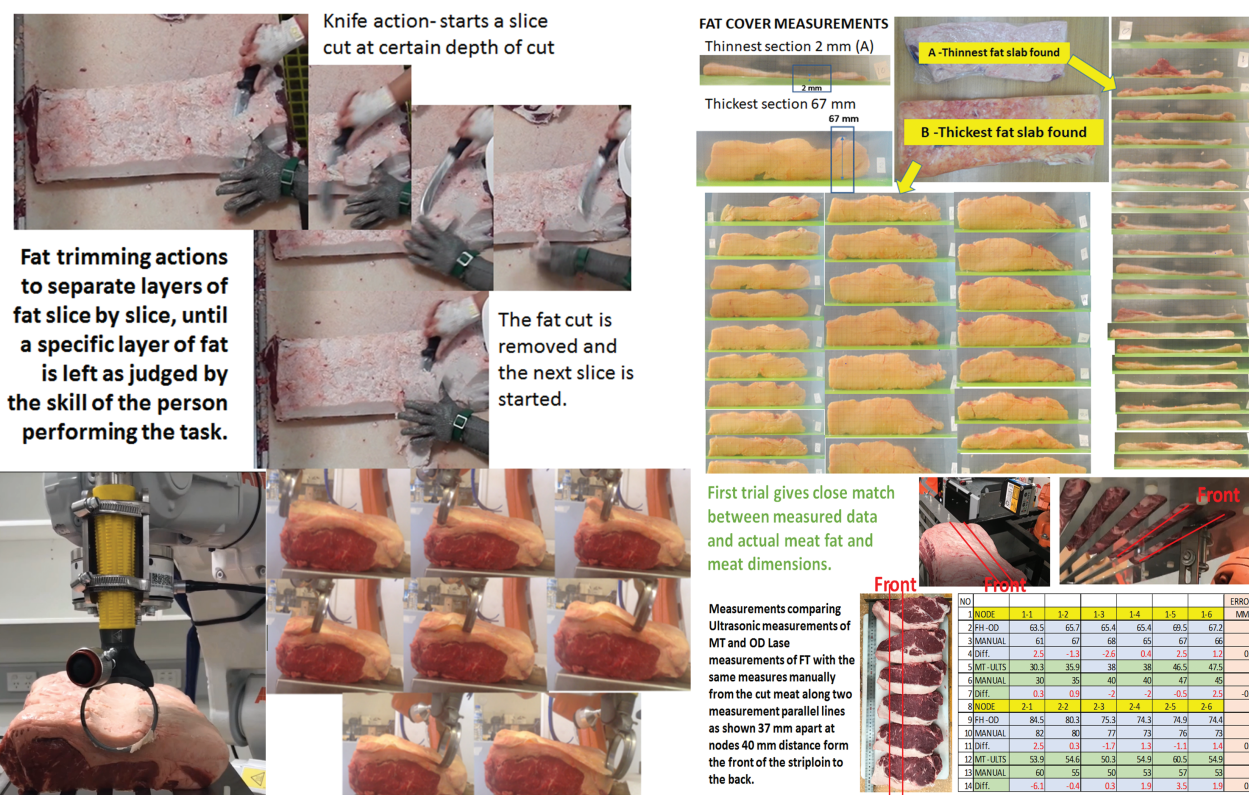 Knife action- starts a slice
cut at certain depth of cut
Fat trimming actions
to separate layers of
fat slice by slice, until
a specific layer of fat
is left as judged by
the skill of the person
performing the task.
The fat cut is
removed and
the next slice is
started.
FAT COVER MEASUREMENTS
Thinnest section 2 mm (A)
2 mm
Thickest section 67 mm
67 mm
A -Thinnest fat slab found
B -Thickest fat slab found
First trial gives close match
between measured data
and actual meat fat and
meat dimensions.
Front
Front
Front
Measurements comparing
Ultrasonic measurements of
MT and OD Lase
measurements of FT with the
same measures manually
from the cut meat along two
measurement parallel lines
as shown 37 mm apart at
nodes 40 mm distance form
the front of the striploin to
the back.
NO ERRO
1 NODE 1-1 1-2 1-3 1-4 1-5 1-6 MM
2 FH -OD 63.5 65.7 65.4 65.4 69.5 67.2
3 MANUAL 61 67 68 65 67 66
4 Diff. 2.5 -1.3 -2.6 0.4 2.5 1.2 0
5 MT -ULTS 30.3 35.9 38 38 46.5 47.5
6 MANUAL 30 35 40 40 47 45
7 Diff. 0.3 0.9 -2 -2 -0.5 2.5 -0
8 NODE 2-1 2-2 2-3 2-4 2-5 2-6
9 FH -OD 84.5 80.3 75.3 74.3 74.9 74.4
10 MANUAL 82 80 77 73 76 73
11 Diff. 2.5 0.3 -1.7 1.3 -1.1 1.4 0
12 MT -ULTS 53.9 54.6 50.3 54.9 60.5 54.9
13 MANUAL 60 55 50 53 57 53
14 Diff. -6.1 -0.4 0.3 1.9 3.5 1.9 0